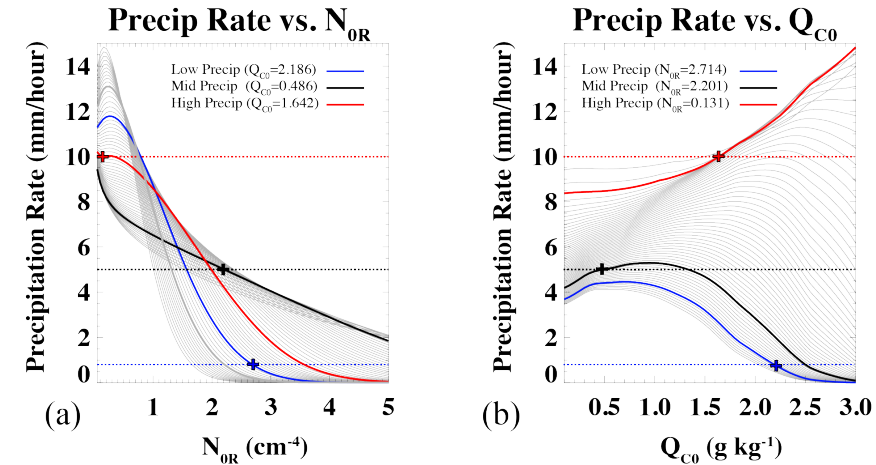 Precip Rate vs. N0R
Precipitation Rate (mm/hour)
14
12
10
8
6
4
2
0
Low Precip (QC0=2.186)
Mid Precip (QC0=0.486)
High Precip (QC0=1.642)
1
2
3
4
5
(a)
N0R (cm-4)
Precip Rate vs. QC0
Precipitation Rate (mm/hour)
14
12
10
8
6
4
2
0
Low Precip (N0R=2.714)
Mid Precip (N0R=2.201)
High Precip (N0R=0.131)
0.5
1.0
1.5
2.0
2.5
3.0
(b)
QC0 (g kg-1)